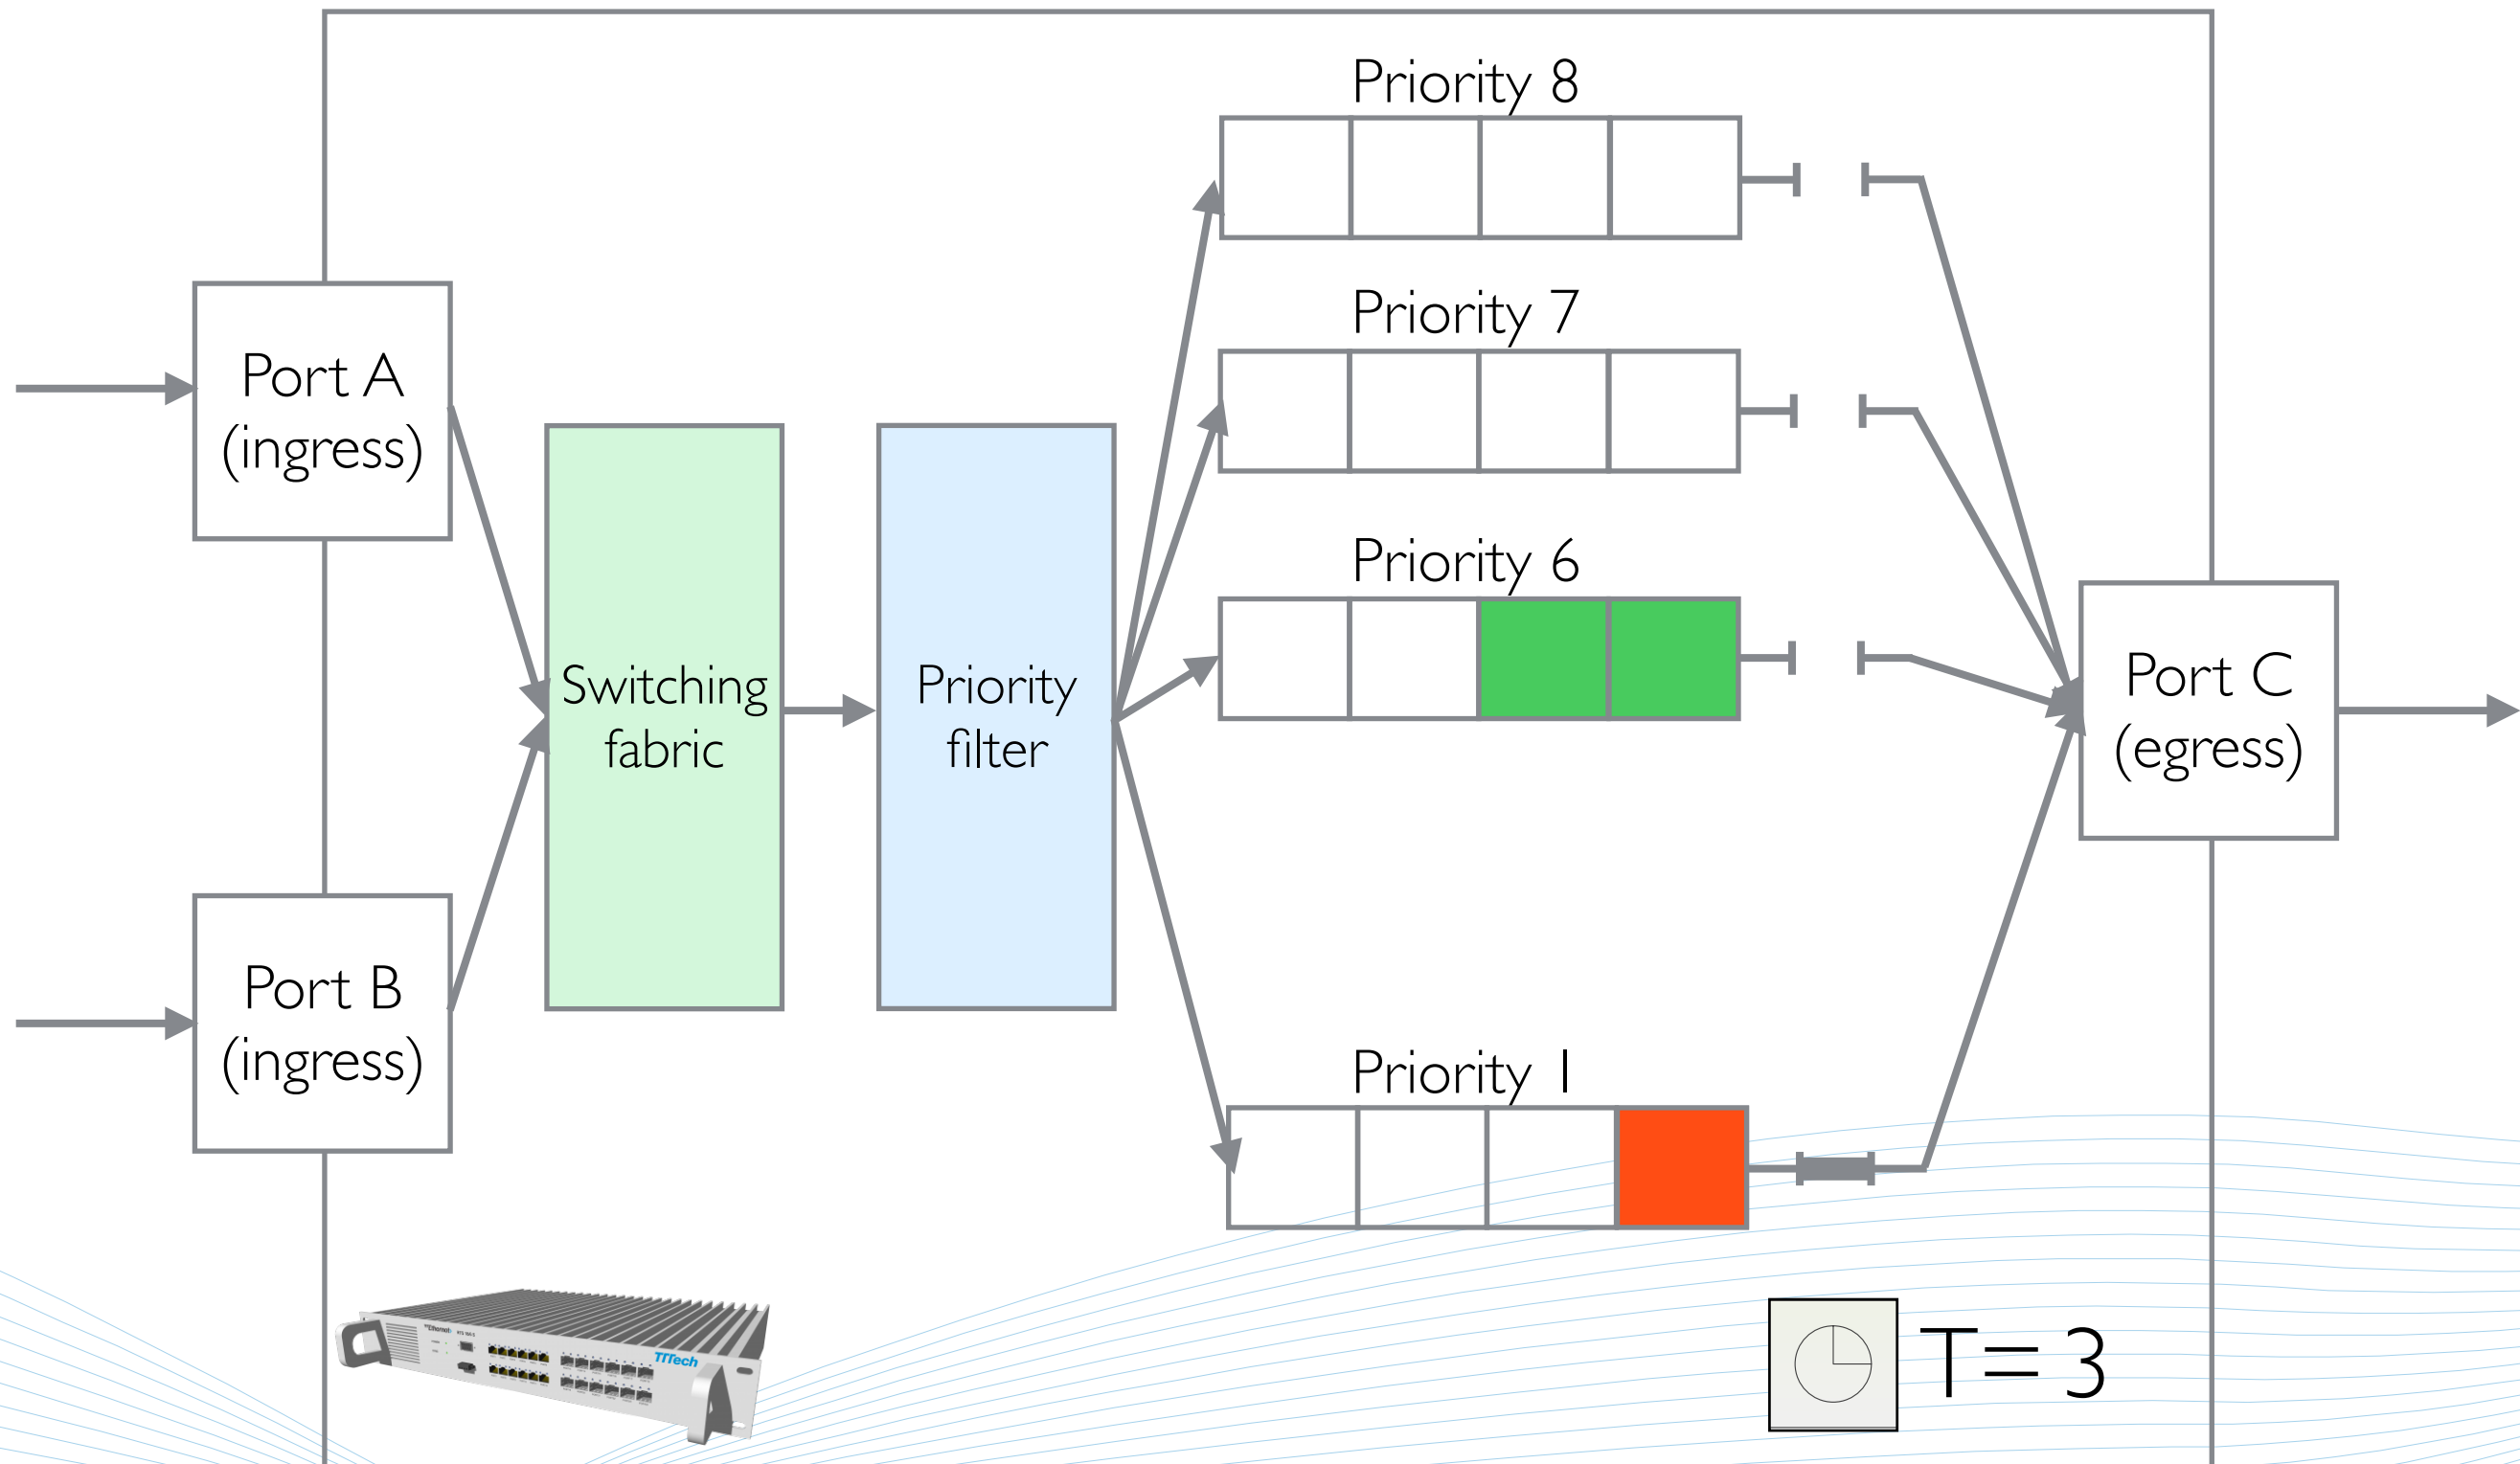 Priority 8
Priority 7
Port A
(ingress)
Priority 6
Switching
fabric
Priority
filter
Port C
(egress)
Port B
(ingress)
Priority 1
TTTech
T= 3